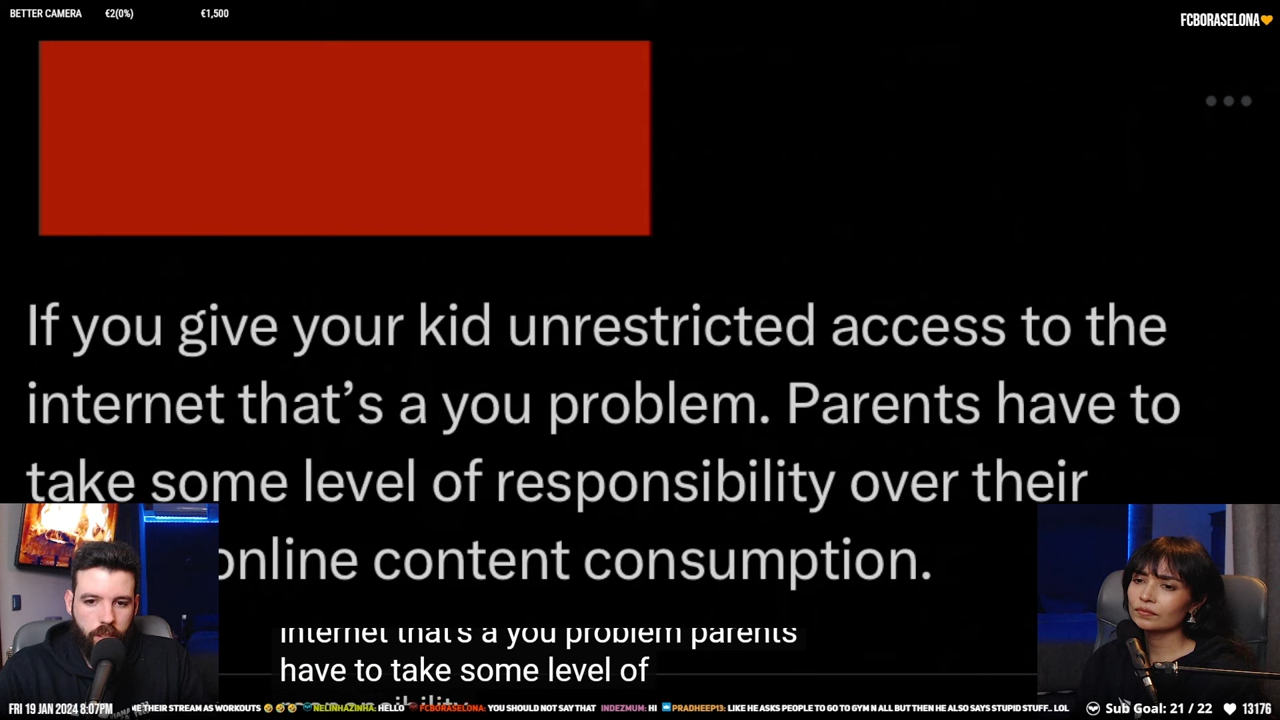 BETTER CAMERA €2(0%) €1,500
FCBORASELONA🧡
If you give your kid unrestricted access to the
internet that's a you problem. Parents have to
take some level of responsibility over their
online content consumption.
internet that's a you problem parents
have to take some level of
FRI 19 JAN 2024 8:07PM
THEIR STREAM AS WORKOUTS 🤣🤣🤣 NELINHAZINHA: HELLO FCBORASELONA: YOU SHOULD NOT SAY THAT INDEZMUM: HI PRADHEEP13: LIKE HE ASKS PEOPLE TO GO TO GYM N ALL BUT THEN HE ALSO SAYS STUPID STUFF.. LOL
Sub Goal: 21 / 22 13176